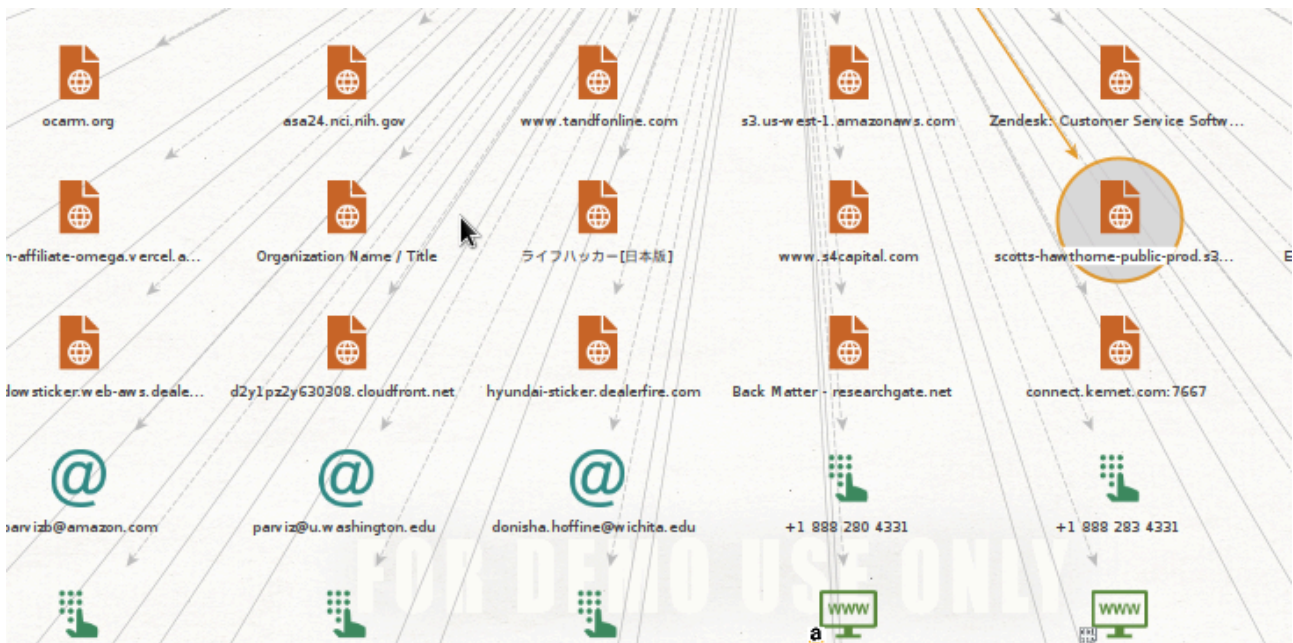 ocarm.org
asa24.nci.nih.gov
www.tandfonline.com
s3.us-west-1.amazonaws.com
Zendesk: Customer Service Softw...
n-affiliate-omega.vercel.a...
Organization Name / Title
ライフハッカー[日本版]
www.s4capital.com
scotts-hawthorne-public-prod.s3...
E
dowsticker.web-aws.deale...
d2y1pz2y630308.cloudfront.net
hyundai-sticker.dealerfire.com
Back Matter - researchgate.net
connect.kemet.com:7667
@
@
@
parvizb@amazon.com
parviz@u.washington.edu
donisha.hoffine@wichita.edu
+1 888 280 4331
+1 888 283 4331
FOR DEMO USE ONLY
WWW
WWW
a